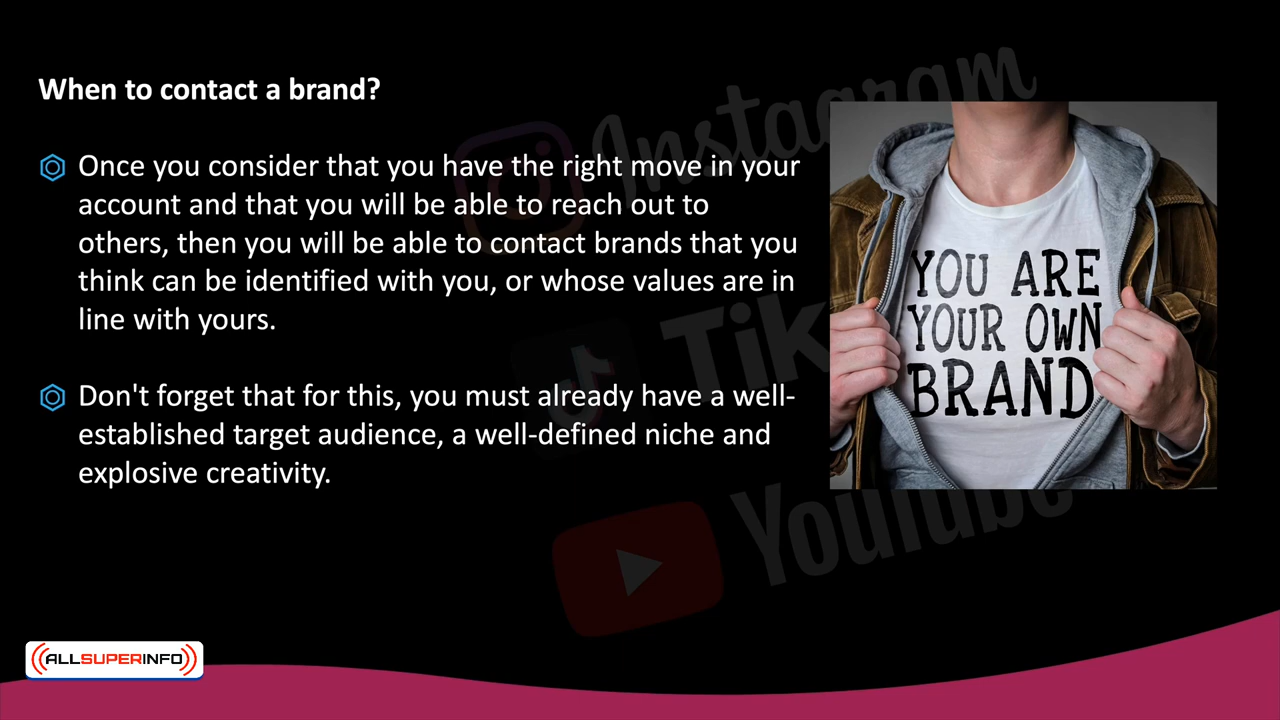 When to contact a brand?
Once you consider that you have the right move in your
account and that you will be able to reach out to
others, then you will be able to contact brands that you
think can be identified with you, or whose values are in
line with yours.
Don't forget that for this, you must already have a well-
established target audience, a well-defined niche and
explosive creativity.
Instagram
TikT
YouTube
YOU ARE
YOUR OWN
BRAND
ALLSUPERINFO